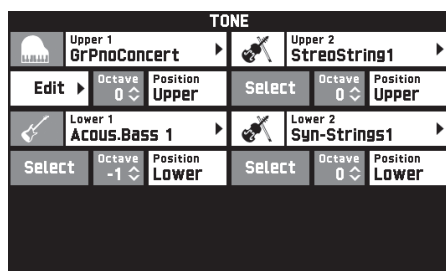 TONE
Upper 1
GrPnoConcert
Upper 2
StreoString1
Edit
Octave
0
Position
Upper
Select
Octave
0
Position
Upper
Lower 1
Acous.Bass 1
Lower 2
Syn-Strings1
Select
Octave
-1
Position
Lower
Select
Octave
0
Position
Lower